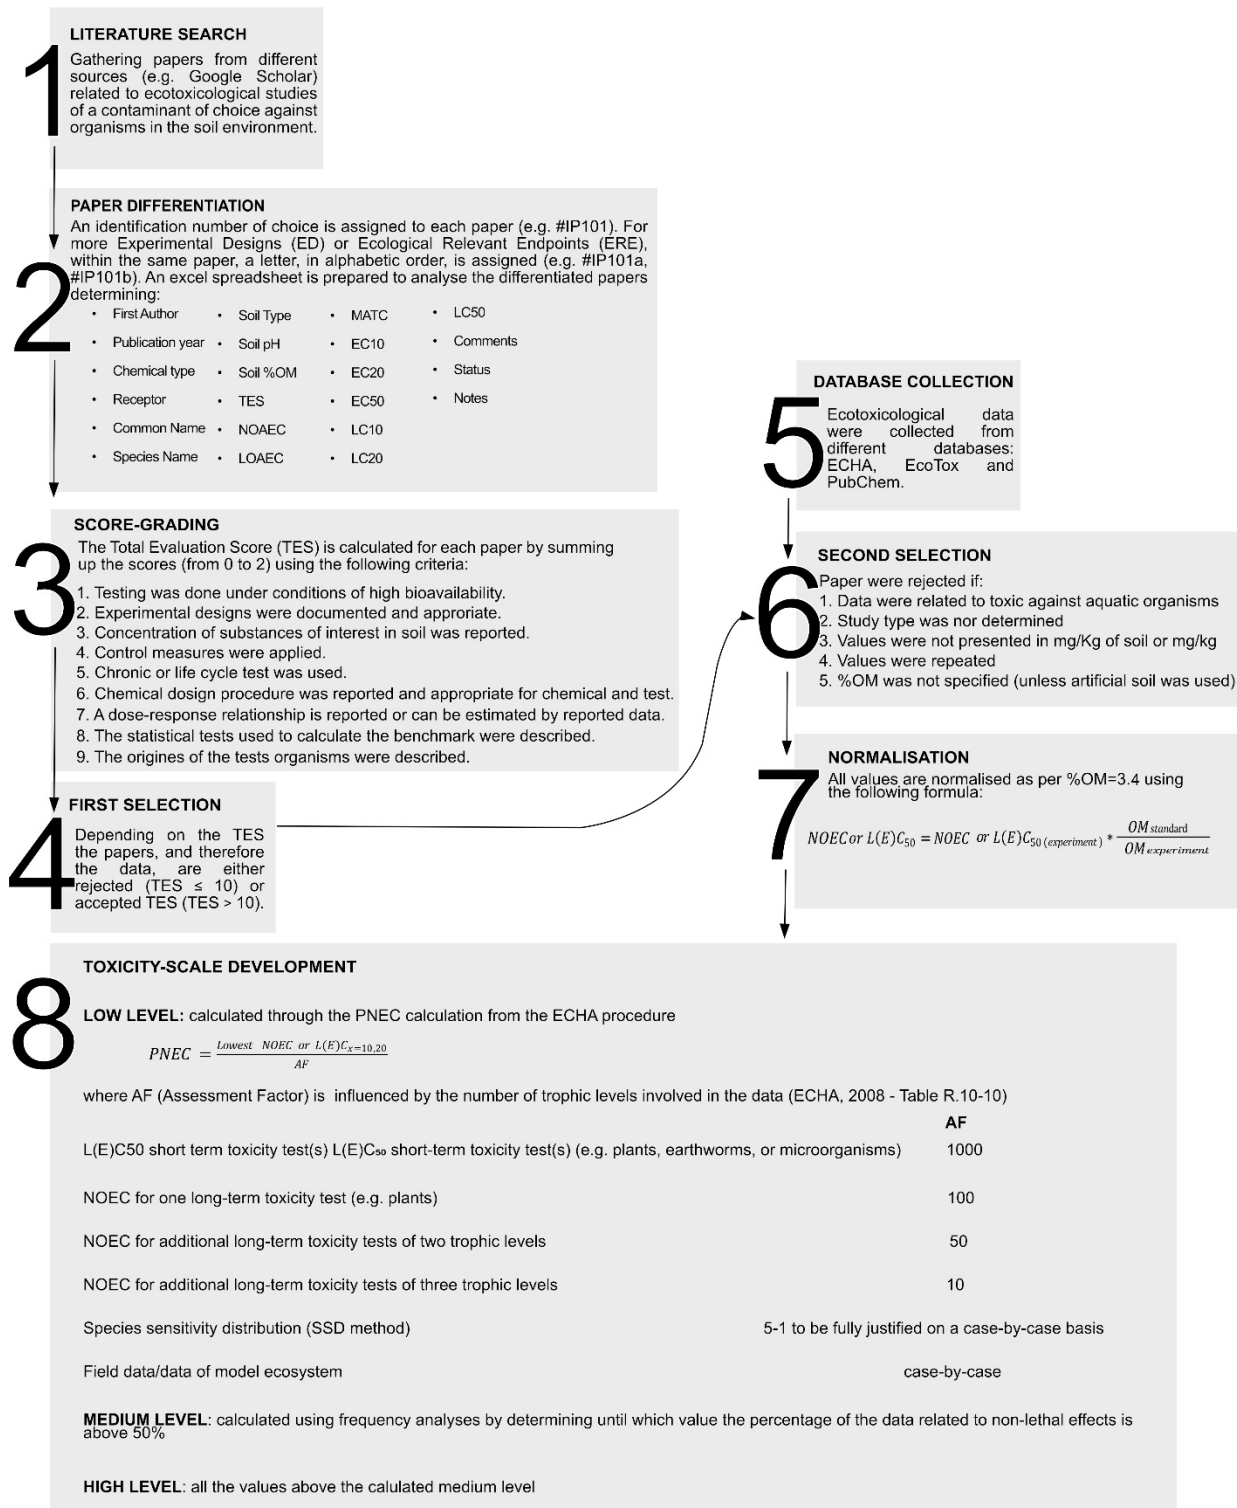 1
LITERATURE SEARCH
Gathering papers from different
sources (e.g. Google Scholar)
related to ecotoxicological studies
of a contaminant of choice against
organisms in the soil environment.
2
PAPER DIFFERENTIATION
An identification number of choice is assigned to each paper (e.g. #IP101). For
more Experimental Designs (ED) or Ecological Relevant Endpoints (ERE),
within the same paper, a letter, in alphabetic order, is assigned (e.g. #IP101a,
#IP101b). An excel spreadsheet is prepared to analyse the differentiated papers
determining:
• First Author
• Publication year
• Chemical type
• Receptor
• Common Name
• Species Name
• Soil Type
• Soil pH
• Soil %OM
• TES
• NOAEC
• LOAEC
• MATC
• EC10
• EC20
• EC50
• LC10
• LC20
• LC50
• Comments
• Status
• Notes
3
SCORE-GRADING
The Total Evaluation Score (TES) is calculated for each paper by summing
up the scores (from 0 to 2) using the following criteria:
1. Testing was done under conditions of high bioavailability.
2. Experimental designs were documented and approriate.
3. Concentration of substances of interest in soil was reported.
4. Control measures were applied.
5. Chronic or life cycle test was used.
6. Chemical dosign procedure was reported and appropriate for chemical and test.
7. A dose-response relationship is reported or can be estimated by reported data.
8. The statistical tests used to calculate the benchmark were described.
9. The origines of the tests organisms were described.
4
FIRST SELECTION
Depending on the TES
the papers, and therefore
the data, are either
rejected (TES ≤ 10) or
accepted TES (TES > 10).
5
DATABASE COLLECTION
Ecotoxicological data
were collected from
different databases:
ECHA, EcoTox and
PubChem.
6
SECOND SELECTION
Paper were rejected if:
1. Data were related to toxic against aquatic organisms
2. Study type was nor determined
3. Values were not presented in mg/Kg of soil or mg/kg
4. Values were repeated
5. %OM was not specified (unless artificial soil was used)
7
NORMALISATION
All values are normalised as per %OM=3.4 using
the following formula:
NOEC or L(E)C₅₀ = NOEC or L(E)C₅₀ (experiment) * OM standard / OM experiment
8
TOXICITY-SCALE DEVELOPMENT
LOW LEVEL: calculated through the PNEC calculation from the ECHA procedure
PNEC = Lowest NOEC or L(E)Cₓ₌₁₀,₂₀ / AF
where AF (Assessment Factor) is influenced by the number of trophic levels involved in the data (ECHA, 2008 - Table R.10-10)
AF
L(E)C50 short term toxicity test(s) L(E)C₅₀ short-term toxicity test(s) (e.g. plants, earthworms, or microorganisms) 1000
NOEC for one long-term toxicity test (e.g. plants) 100
NOEC for additional long-term toxicity tests of two trophic levels 50
NOEC for additional long-term toxicity tests of three trophic levels 10
Species sensitivity distribution (SSD method) 5-1 to be fully justified on a case-by-case basis
Field data/data of model ecosystem case-by-case
MEDIUM LEVEL: calculated using frequency analyses by determining until which value the percentage of the data related to non-lethal effects is
above 50%
HIGH LEVEL: all the values above the calulated medium level